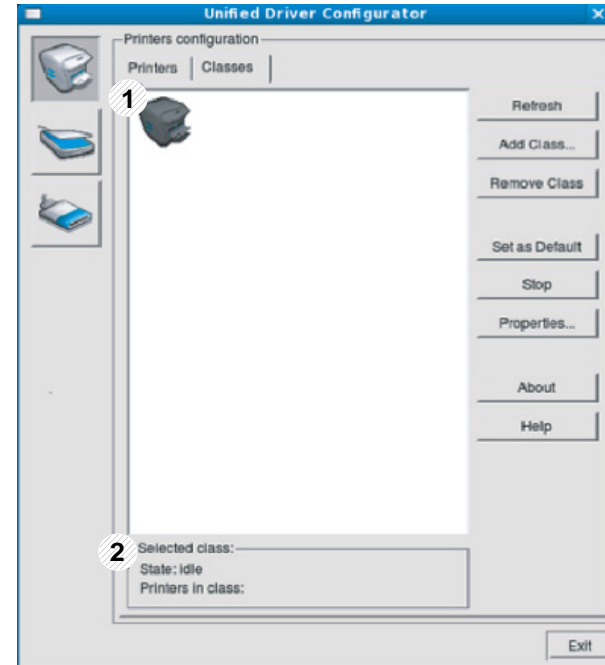 Unified Driver Configurator
Printers configuration
Printers Classes
1
Refresh
Add Class...
Remove Class
Set as Default
Stop
Properties...
About
Help
2
Selected class:
State: idle
Printers in class:
Exit